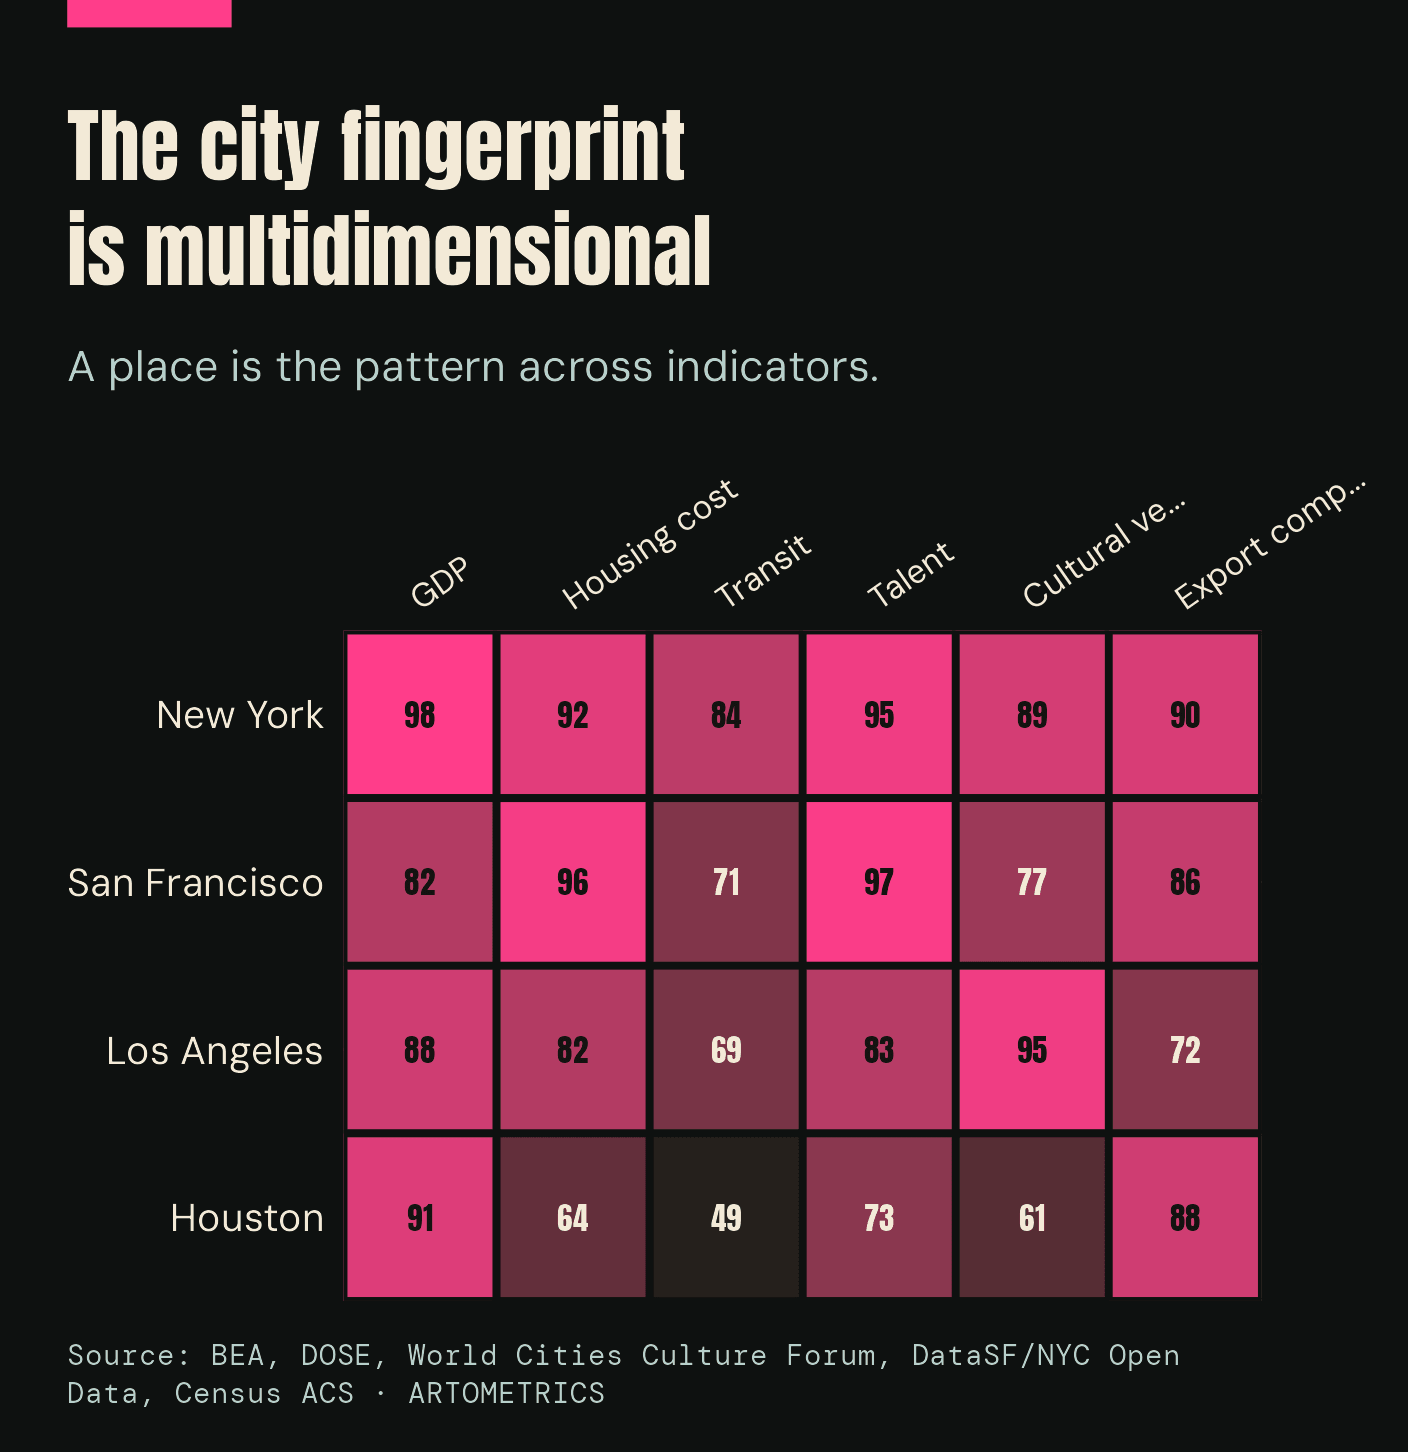 The city fingerprint
is multidimensional
A place is the pattern across indicators.
GDP
Housing cost
Transit
Talent
Cultural ve...
Export comp...
New York 98 92 84 95 89 90
San Francisco 82 96 71 97 77 86
Los Angeles 88 82 69 83 95 72
Houston 91 64 49 73 61 88
Source: BEA, DOSE, World Cities Culture Forum, DataSF/NYC Open
Data, Census ACS · ARTOMETRICS